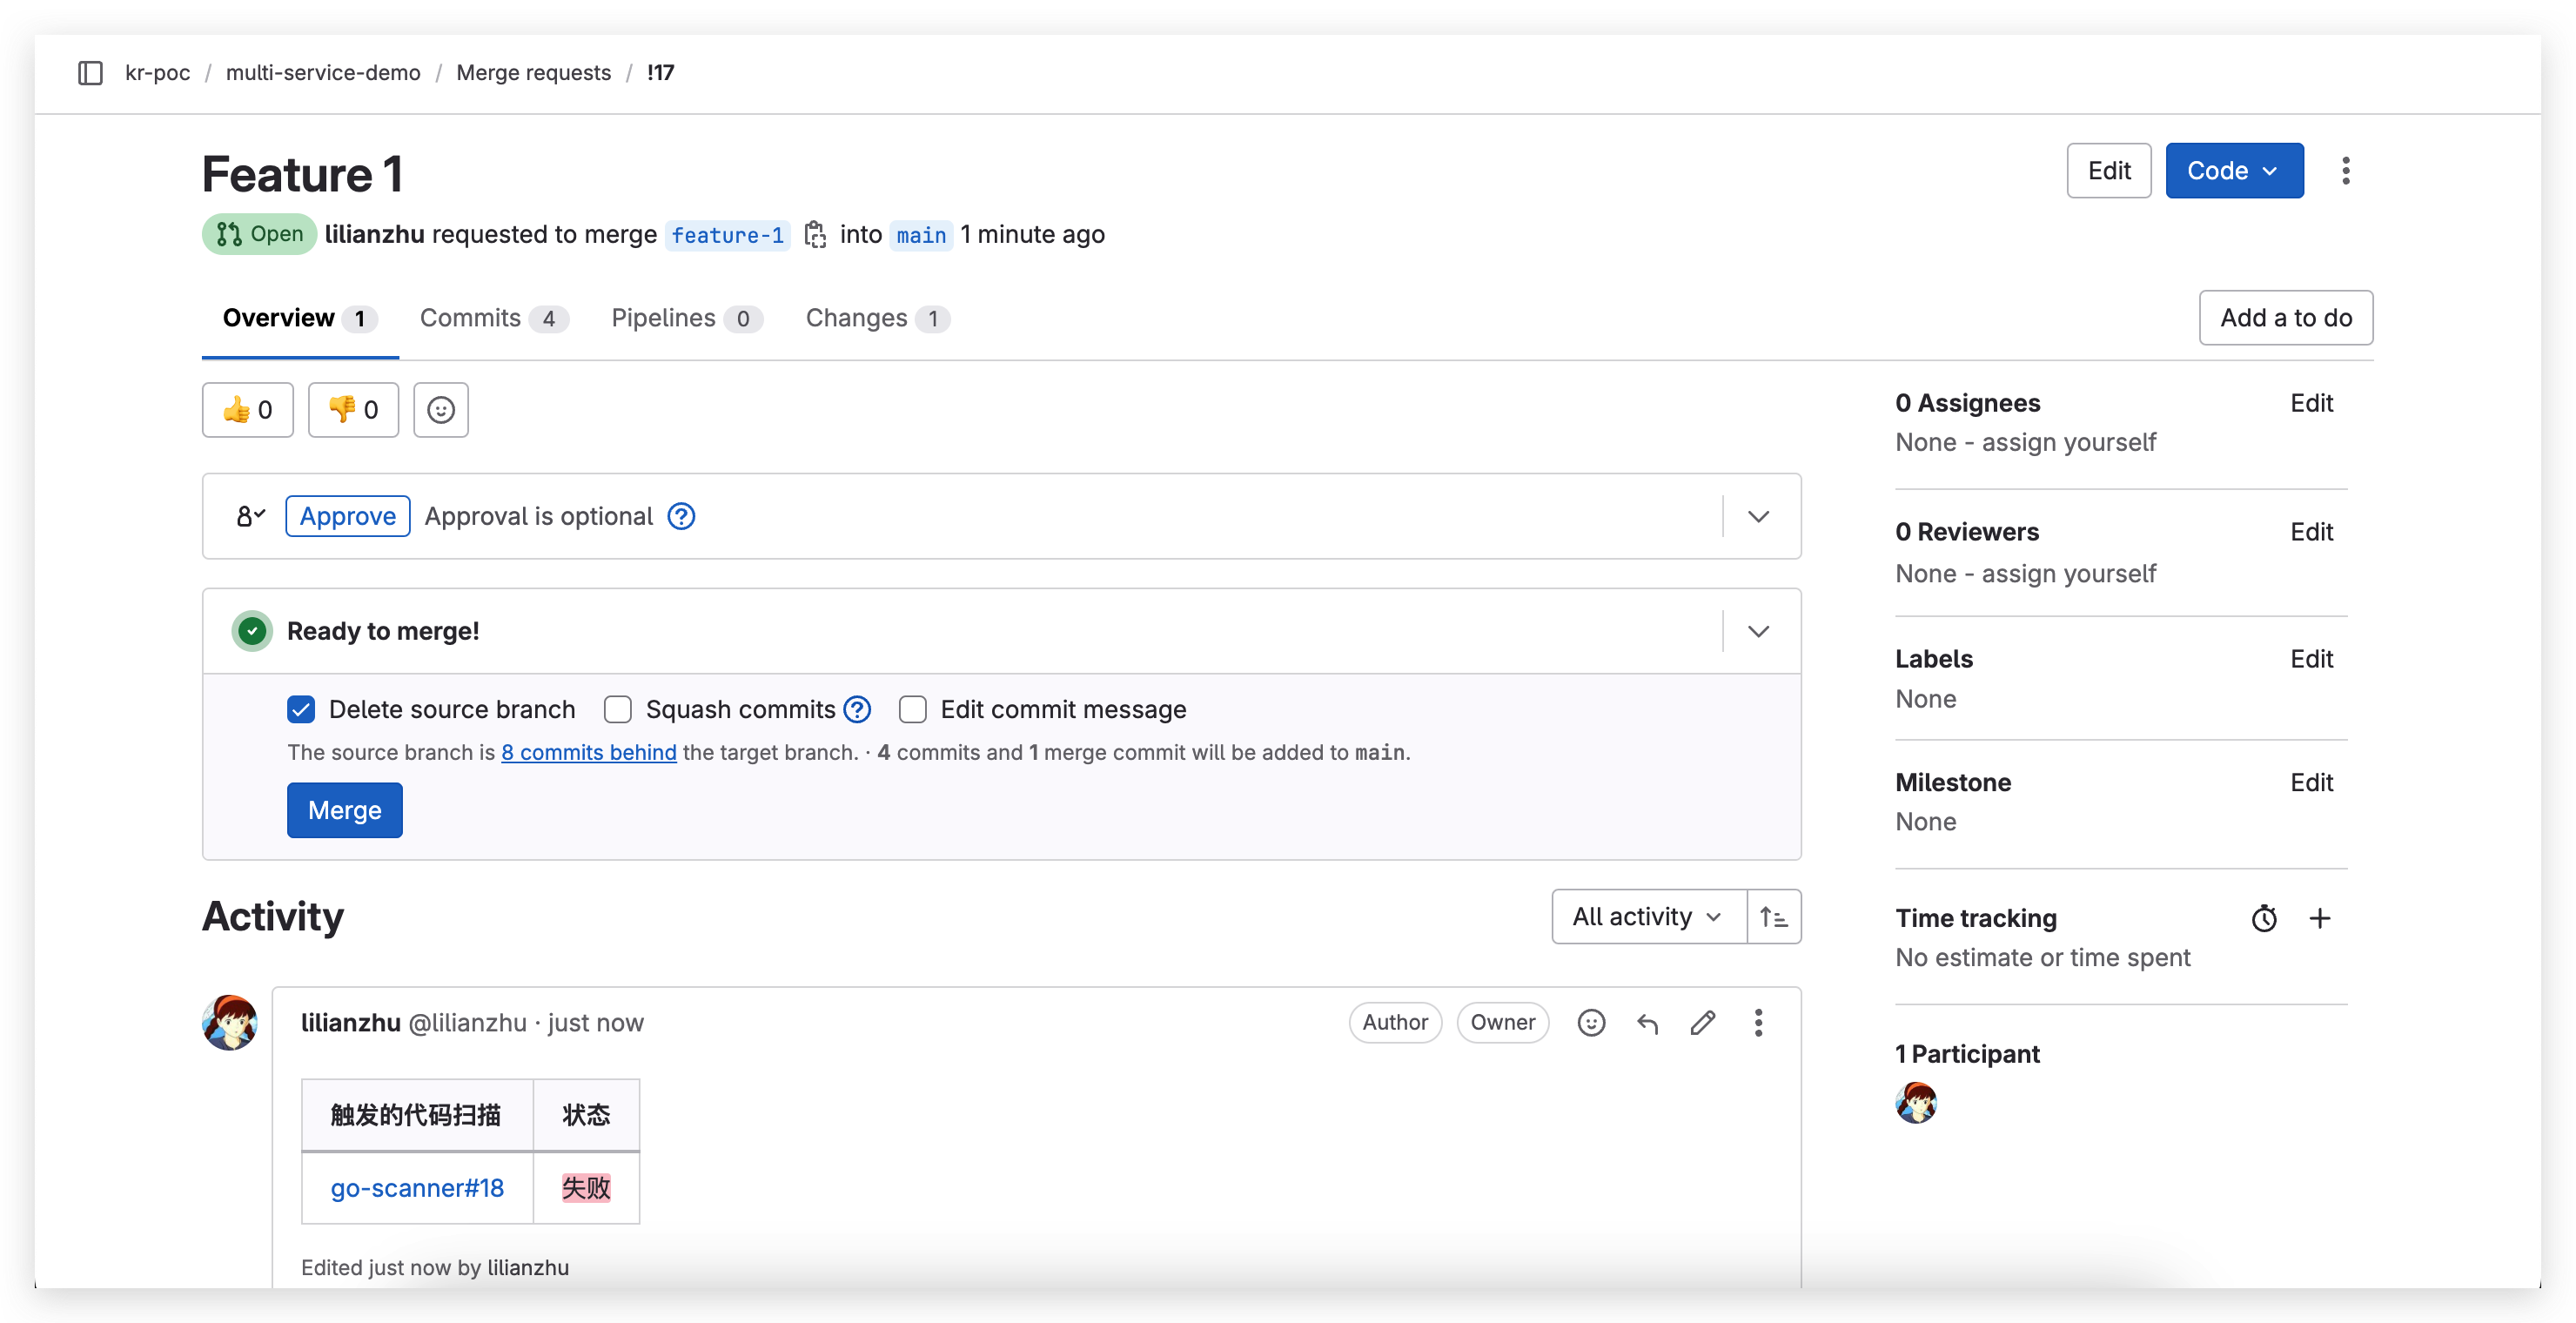 kr-poc / multi-service-demo / Merge requests / !17
Feature 1
Edit
Code
Open lilianzhu requested to merge feature-1 into main 1 minute ago
Overview 1 Commits 4 Pipelines 0 Changes 1
Add a to do
👍 0 👎 0
Approve Approval is optional
Ready to merge!
Delete source branch Squash commits Edit commit message
The source branch is 8 commits behind the target branch. · 4 commits and 1 merge commit will be added to main.
Merge
Activity
All activity
lilianzhu @lilianzhu · just now
Author Owner
触发的代码扫描 状态
go-scanner#18 失败
Edited just now by lilianzhu
0 Assignees Edit
None - assign yourself
0 Reviewers Edit
None - assign yourself
Labels Edit
None
Milestone Edit
None
Time tracking
No estimate or time spent
1 Participant